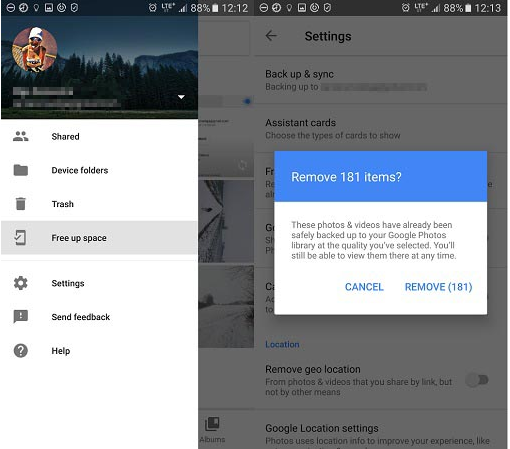 LTE+ 88% 12:12
Shared
Device folders
Trash
Free up space
Settings
Send feedback
Help
Albums
LTE+ 88% 12:13
Settings
Back up & sync
Backing up to
Assistant cards
Choose the types of cards to show
Remove 181 items?
These photos & videos have already been
safely backed up to your Google Photos
library at the quality you've selected. You'll
still be able to view them there at any time.
CANCEL REMOVE (181)
Location
Remove geo location
From photos & videos that you share by link, but
not by other means
Google Location settings
Photos uses location info to improve your experience, like